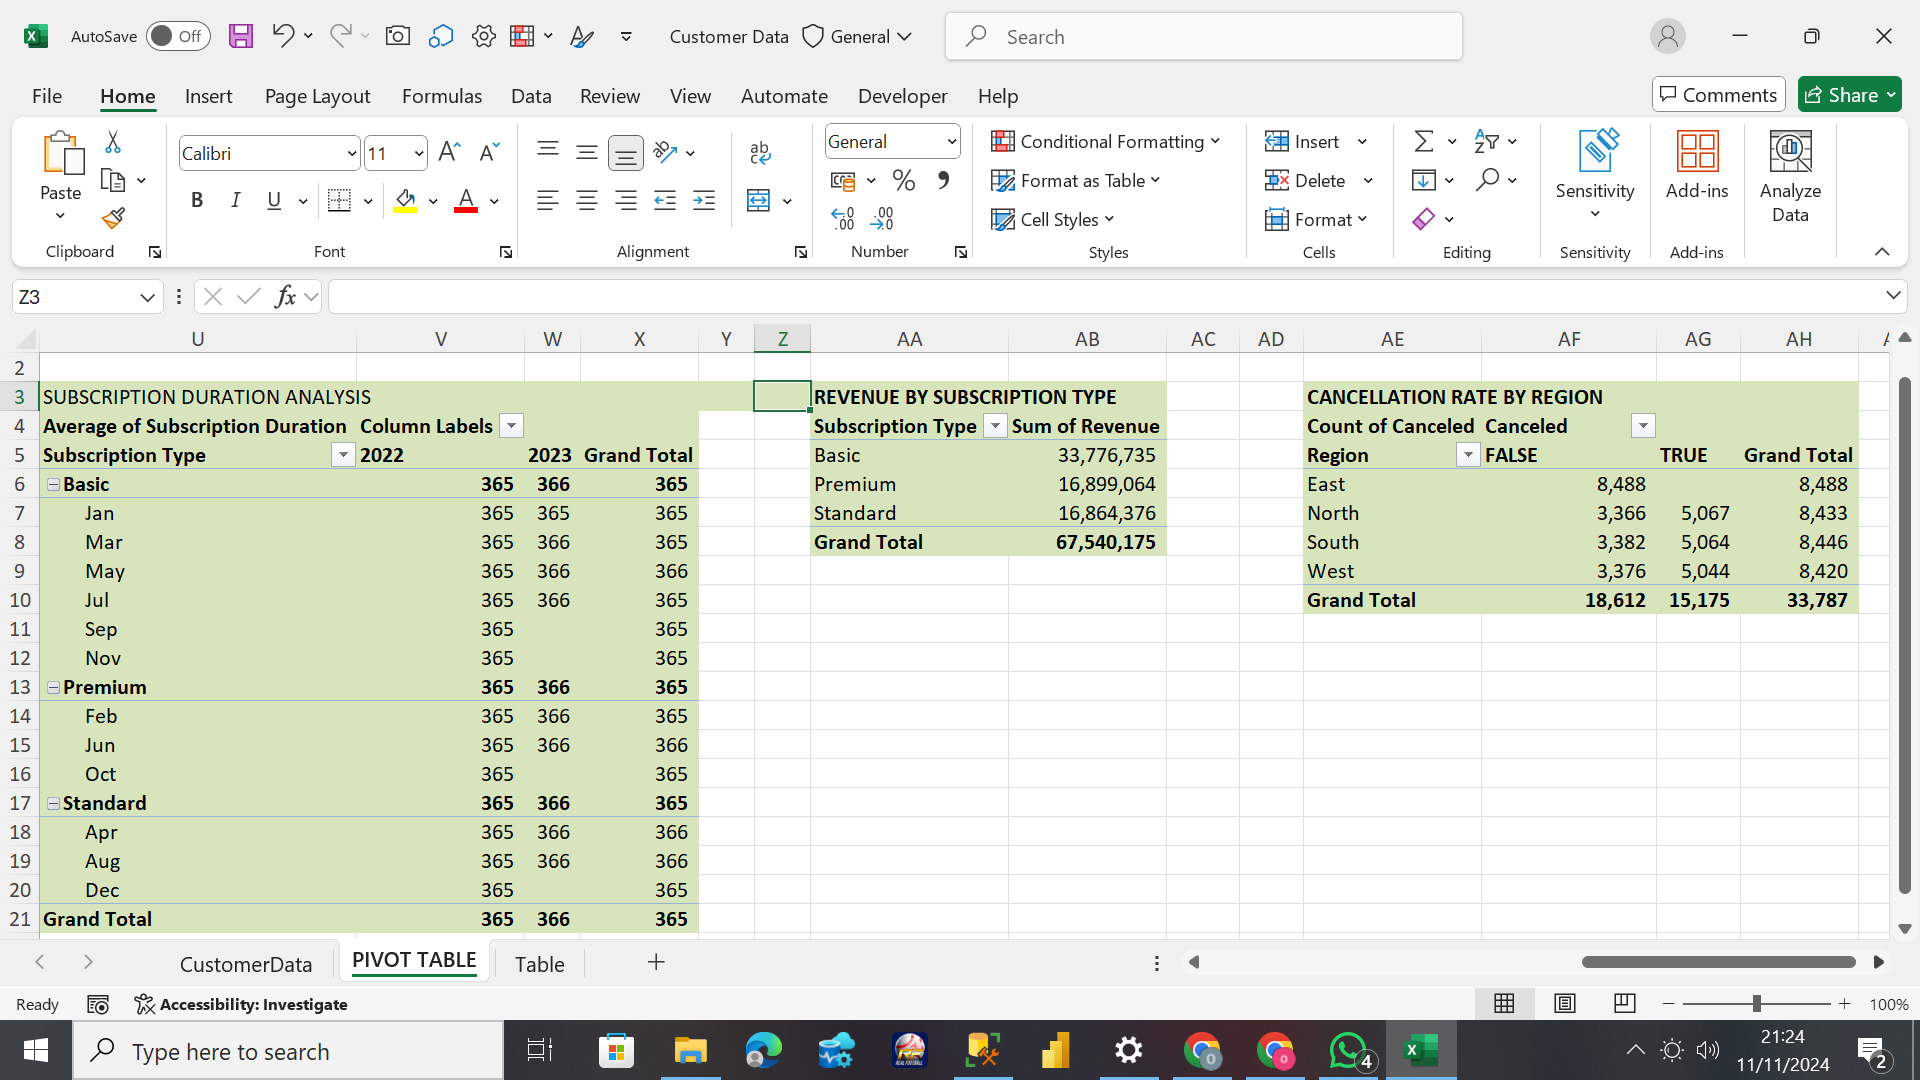 AutoSave Off Customer Data General Search
File Home Insert Page Layout Formulas Data Review View Automate Developer Help Comments Share
Paste Calibri 11 General Conditional Formatting Format as Table Cell Styles Insert Delete Format Sensitivity Add-ins Analyze Data
Clipboard Font Alignment Number Styles Cells Editing Sensitivity Add-ins
Z3 fx
U V W X Y Z AA AB AC AD AE AF AG AH
2
3 SUBSCRIPTION DURATION ANALYSIS REVENUE BY SUBSCRIPTION TYPE CANCELLATION RATE BY REGION
4 Average of Subscription Duration Column Labels Subscription Type Sum of Revenue Count of Canceled Canceled
5 Subscription Type 2022 2023 Grand Total Basic 33,776,735 Region FALSE TRUE Grand Total
6 Basic 365 366 365 Premium 16,899,064 East 8,488 8,488
7 Jan 365 365 365 Standard 16,864,376 North 3,366 5,067 8,433
8 Mar 365 366 365 Grand Total 67,540,175 South 3,382 5,064 8,446
9 May 365 366 366 West 3,376 5,044 8,420
10 Jul 365 366 365 Grand Total 18,612 15,175 33,787
11 Sep 365 365
12 Nov 365 365
13 Premium 365 366 365
14 Feb 365 366 365
15 Jun 365 366 366
16 Oct 365 365
17 Standard 365 366 365
18 Apr 365 366 366
19 Aug 365 366 366
20 Dec 365 365
21 Grand Total 365 366 365
CustomerData PIVOT TABLE Table
Ready Accessibility: Investigate 100%
Type here to search 4 21:24
11/11/2024 2